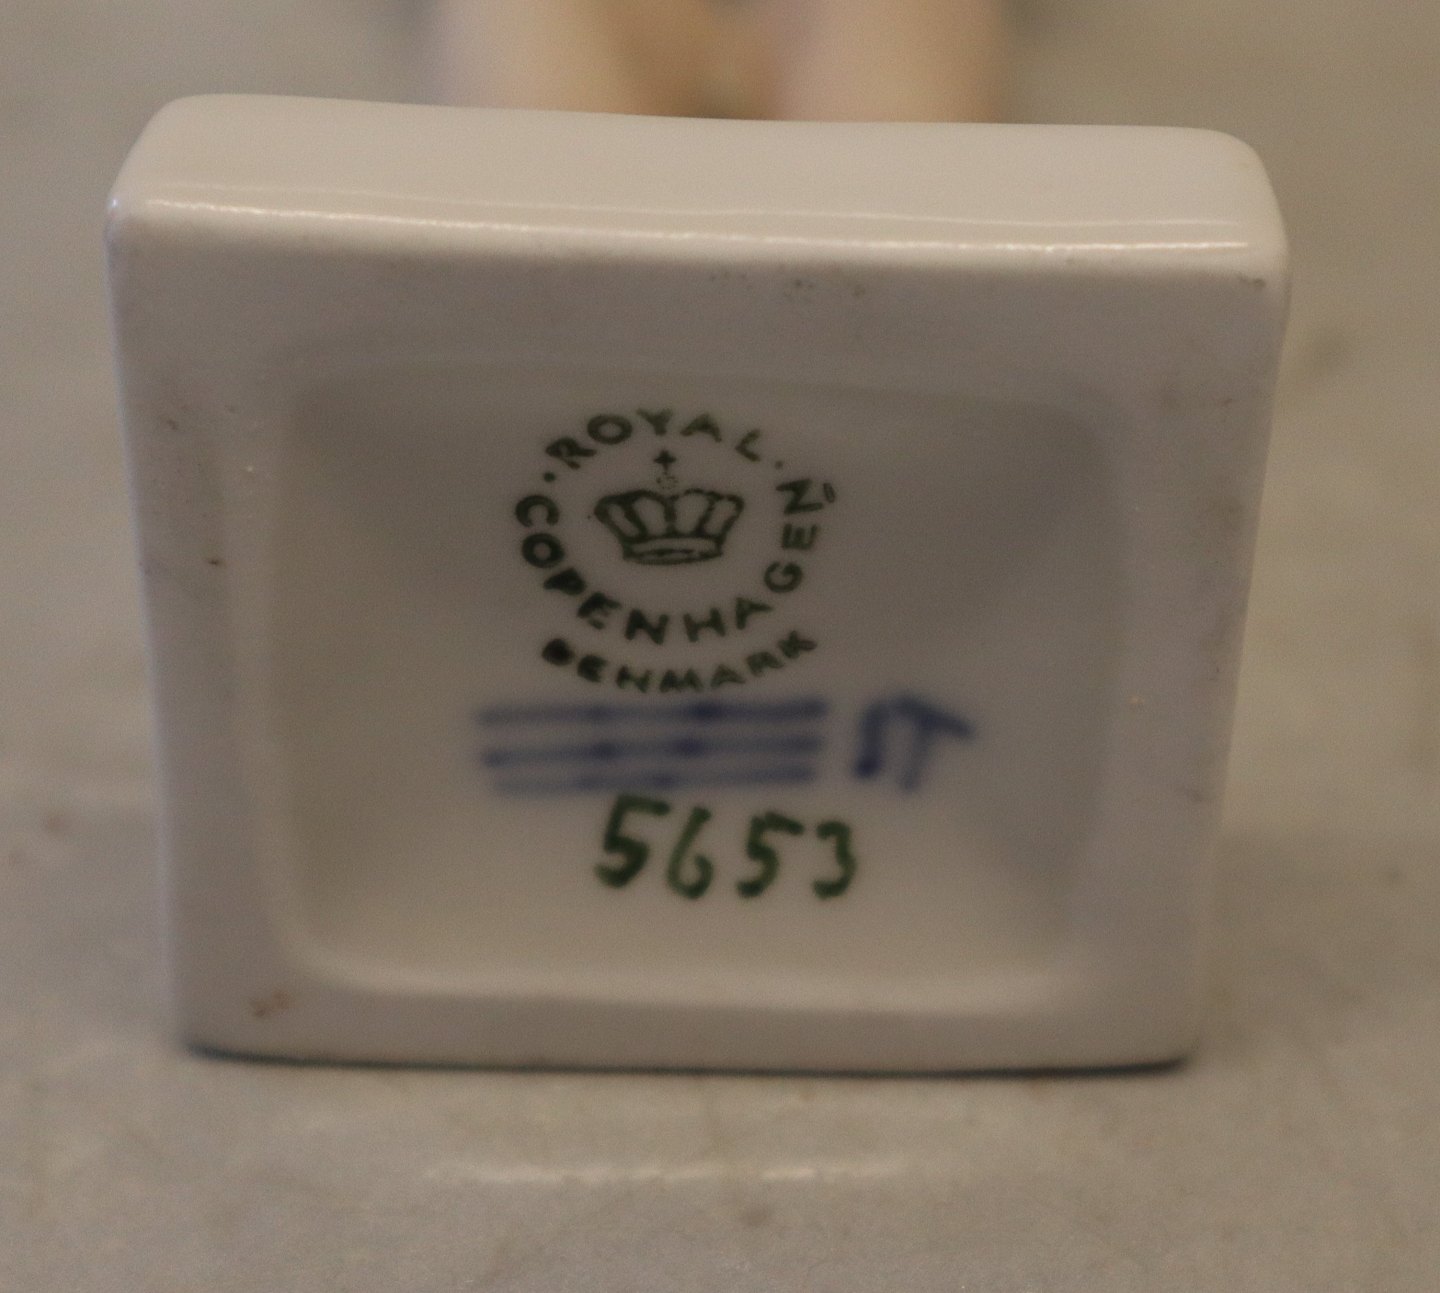 · ROYAL ·
COPENHAGEN
DENMARK
5653